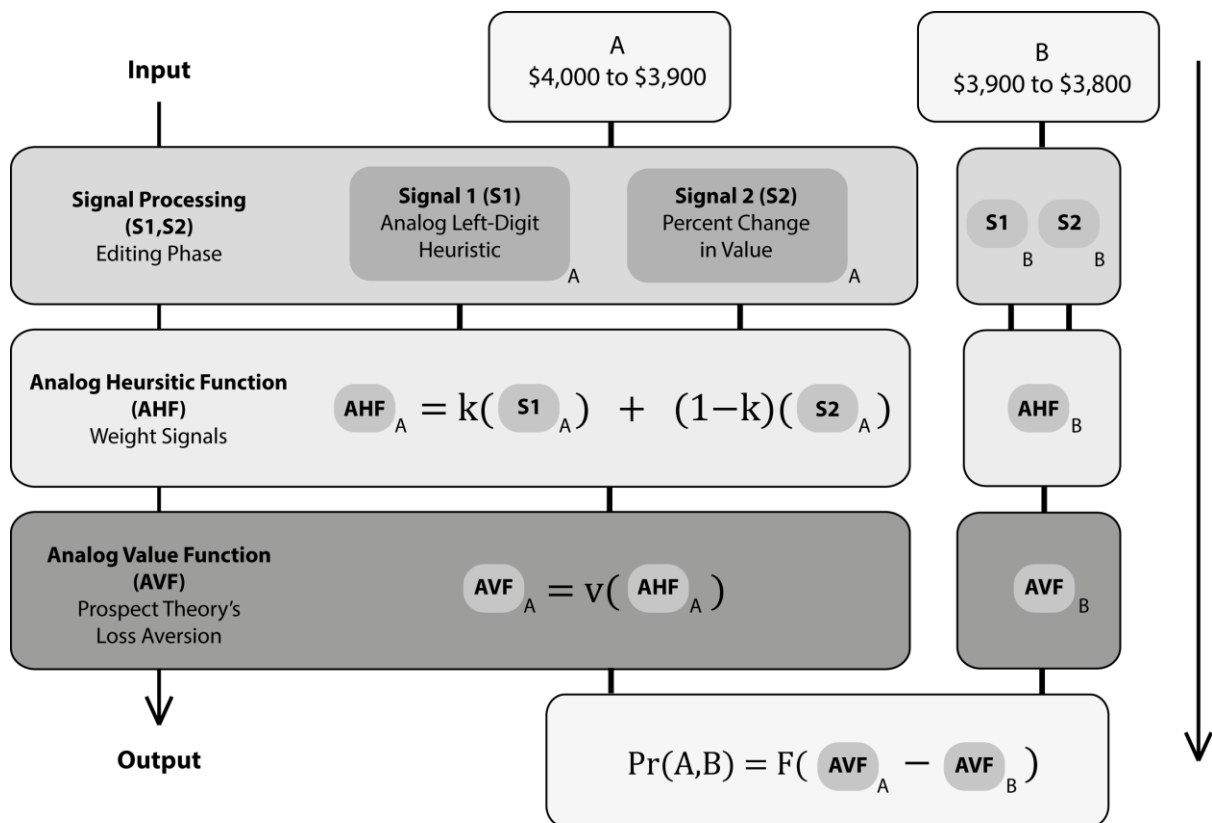 Input
A
$4,000 to $3,900
B
$3,900 to $3,800
Signal Processing
(S1,S2)
Editing Phase
Signal 1 (S1)
Analog Left-Digit
Heuristic
A
Signal 2 (S2)
Percent Change
in Value
A
S1 B S2 B
Analog Heursitic Function
(AHF)
Weight Signals
AHF A = k( S1 A ) + (1−k)( S2 A )
AHF B
Analog Value Function
(AVF)
Prospect Theory's
Loss Aversion
AVF A = v( AHF A )
AVF B
Output
Pr(A,B) = F( AVF A − AVF B )